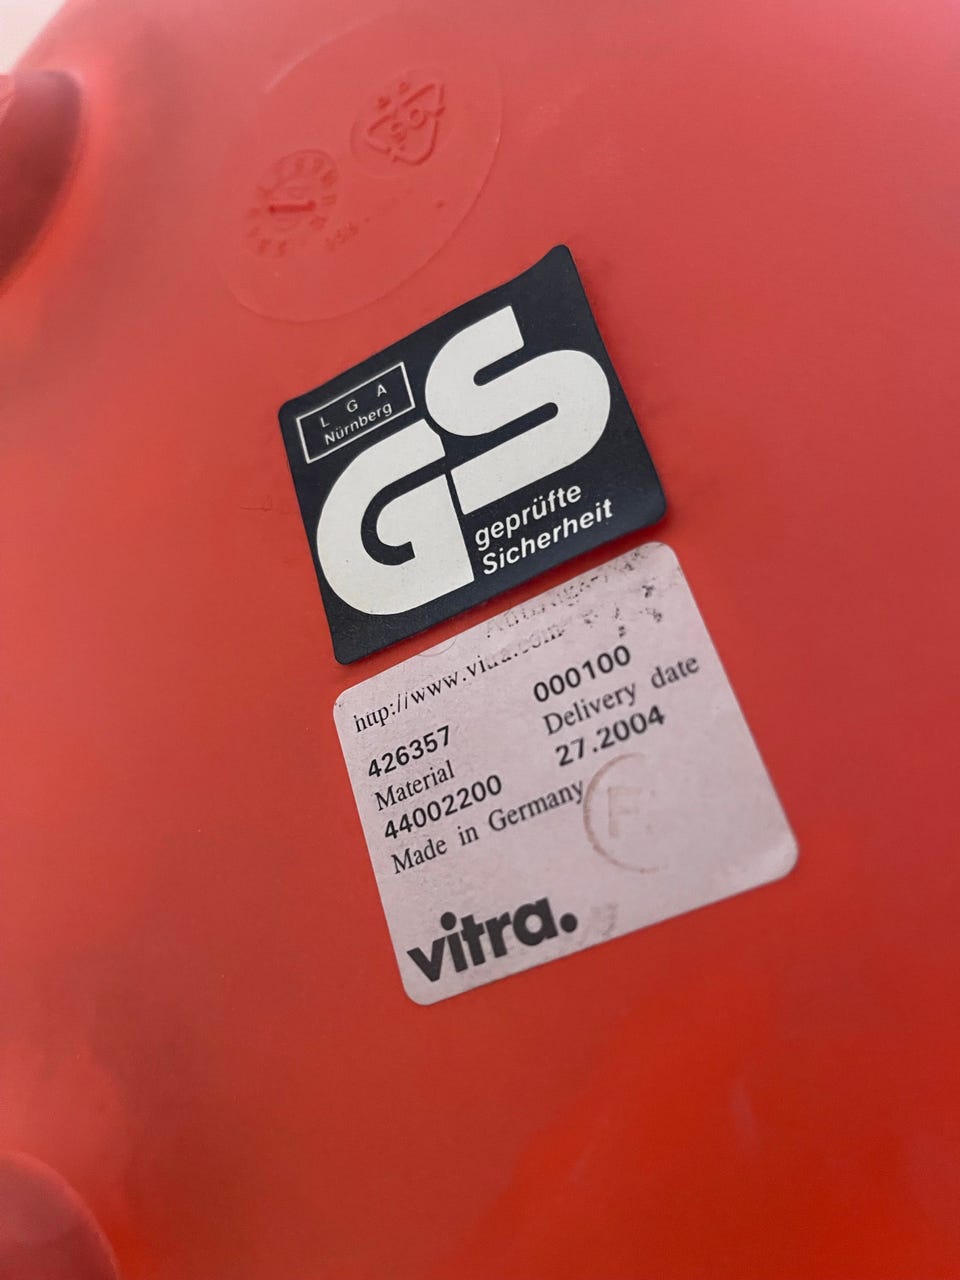 L G A
Nürnberg
GS
geprüfte
Sicherheit
http://www.vitra.com
426357 000100
Material Delivery date
44002200 27.2004
Made in Germany
vitra.